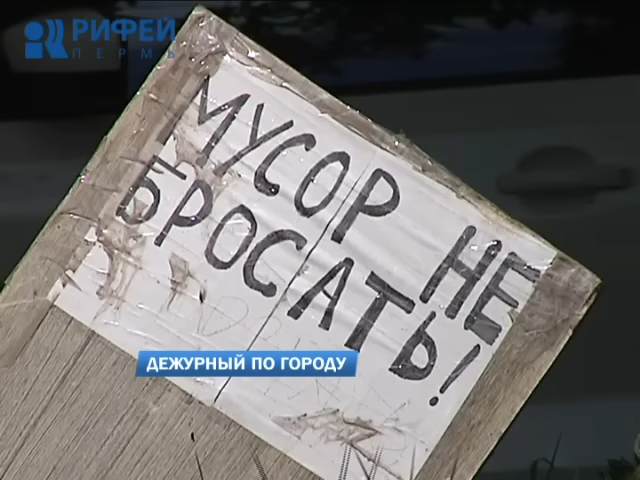 РИФЕЙ
ПЕРМЬ
МУСОР НЕ
БРОСАТЬ!
ДЕЖУРНЫЙ ПО ГОРОДУ